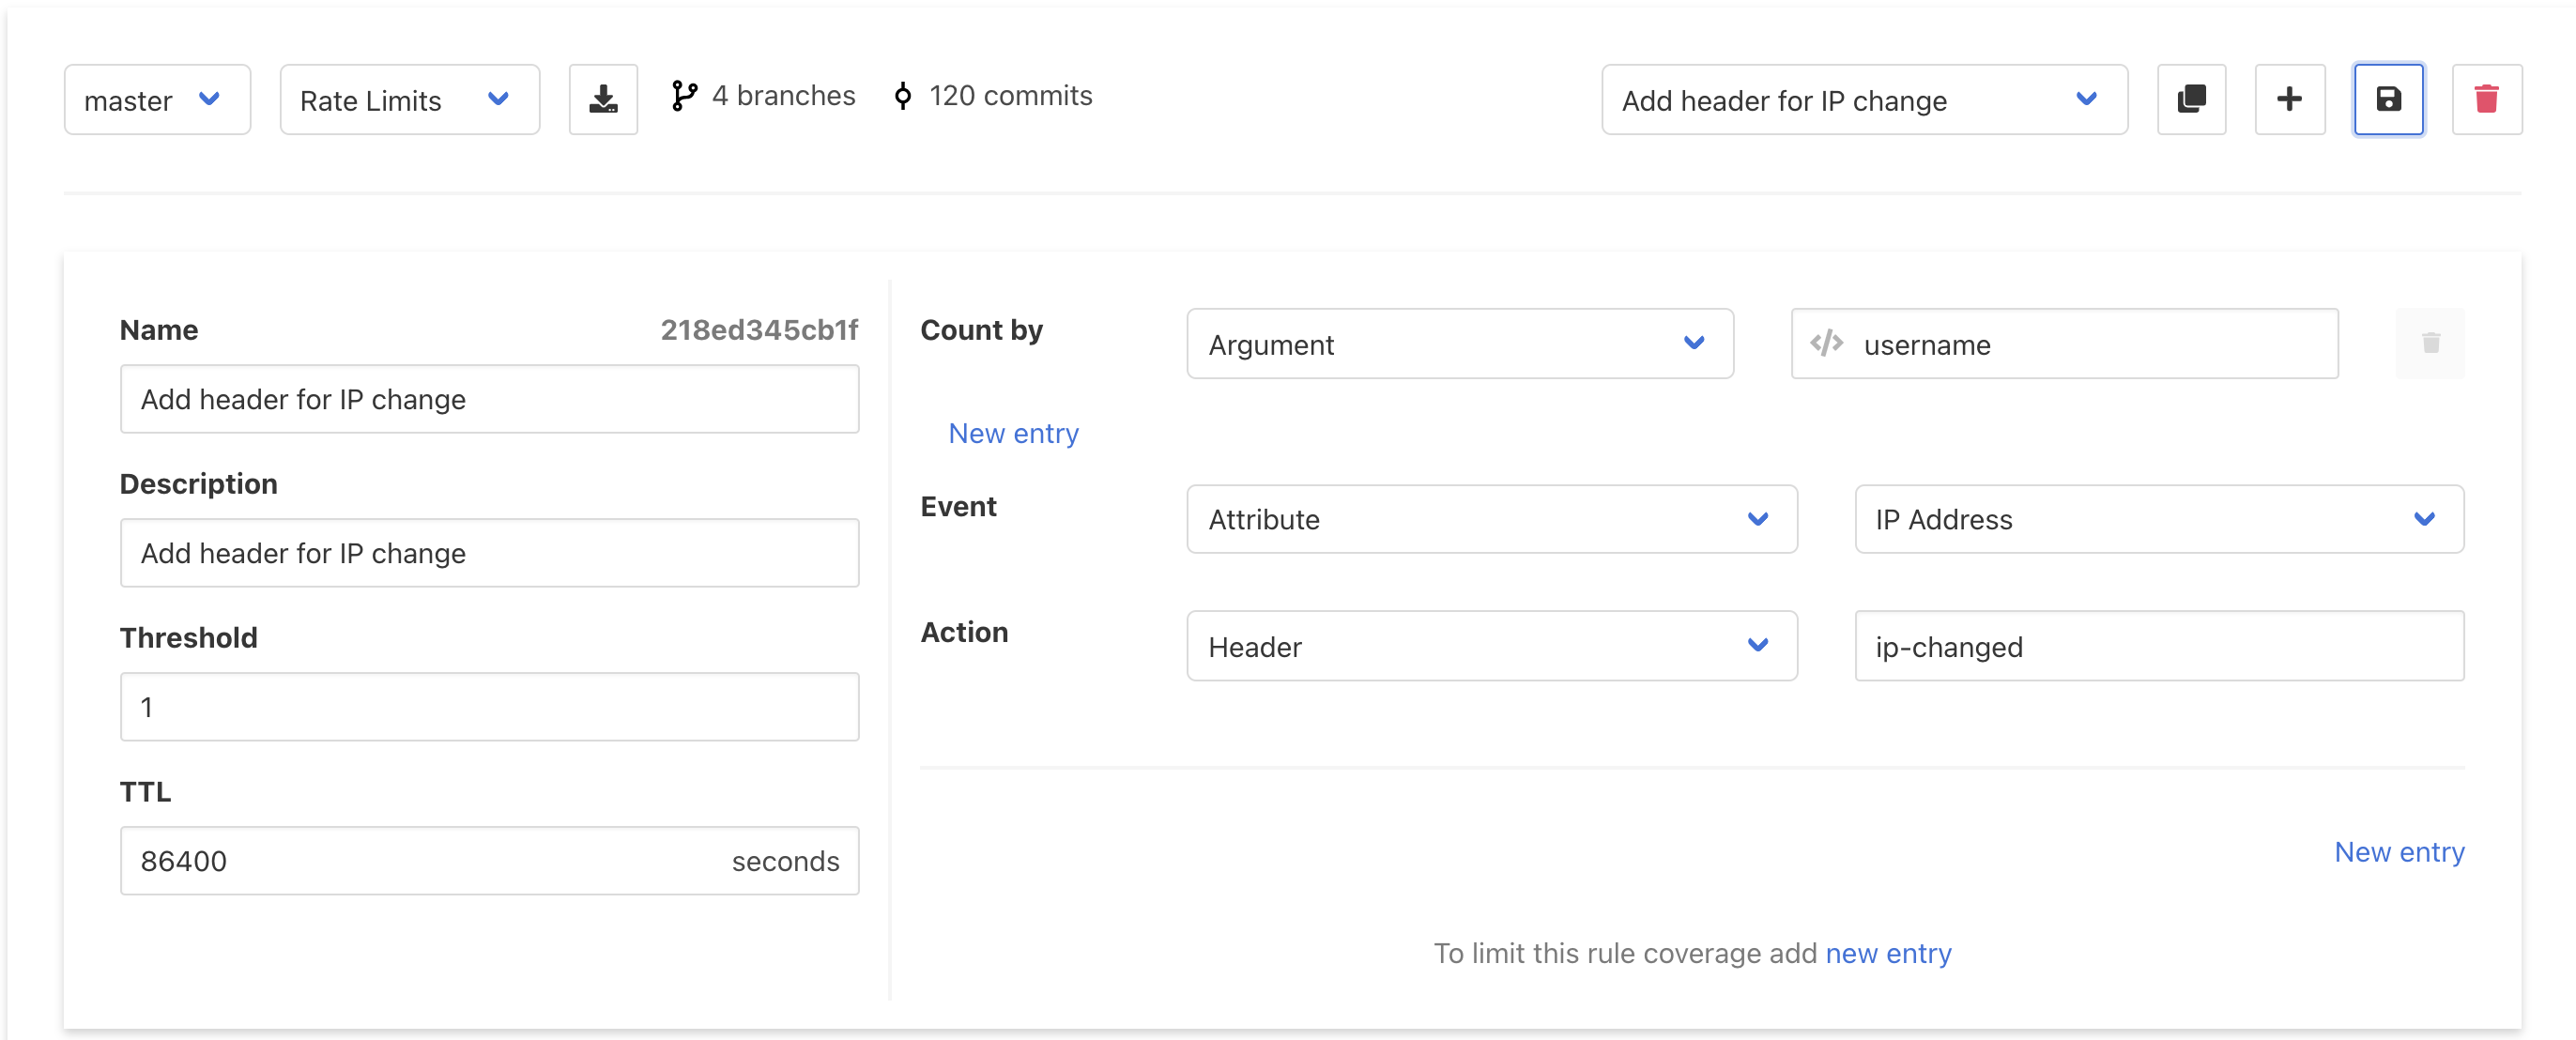 master
Rate Limits
4 branches
120 commits
Add header for IP change
Name
218ed345cb1f
Add header for IP change
Description
Add header for IP change
Threshold
1
TTL
86400 seconds
Count by
Argument
username
New entry
Event
Attribute
IP Address
Action
Header
ip-changed
New entry
To limit this rule coverage add new entry